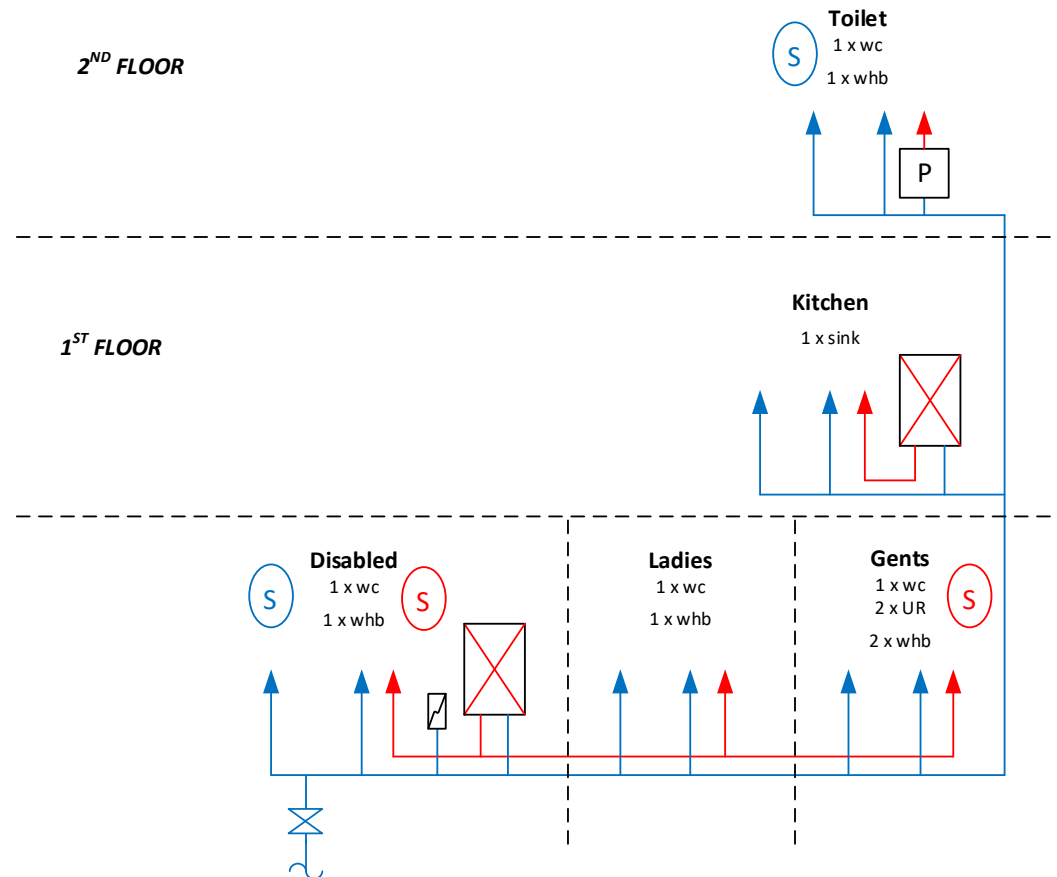 2ND FLOOR
Toilet
S
1 x wc
1 x whb
P
1ST FLOOR
Kitchen
1 x sink
Disabled
S
1 x wc
S
1 x whb
Ladies
1 x wc
1 x whb
Gents
1 x wc
2 x UR
S
2 x whb